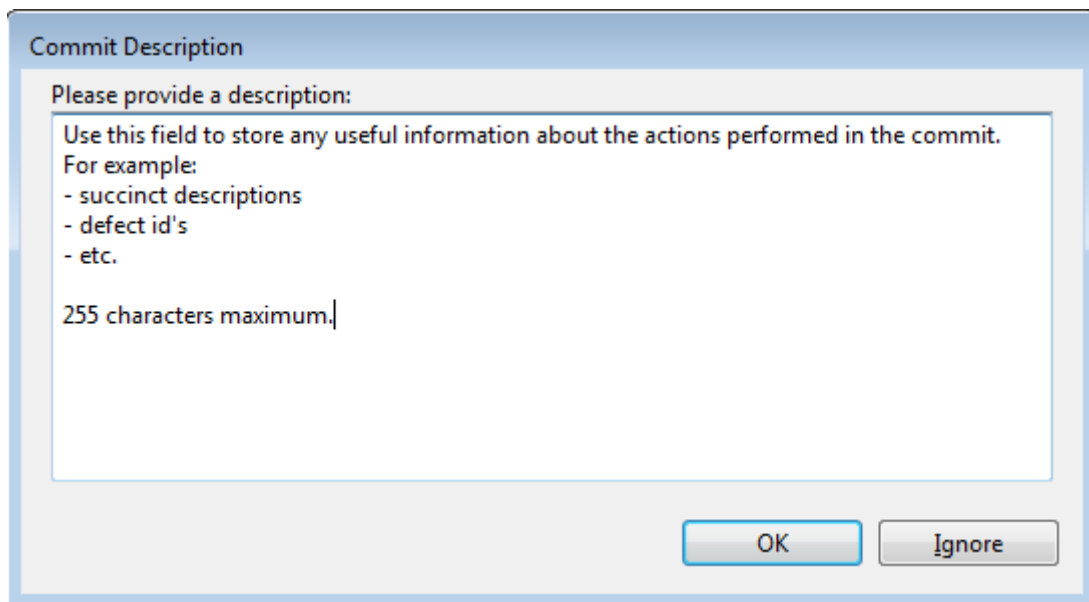 Commit Description
Please provide a description:
Use this field to store any useful information about the actions performed in the commit.
For example:
- succinct descriptions
- defect id's
- etc.
255 characters maximum.
OK
Ignore